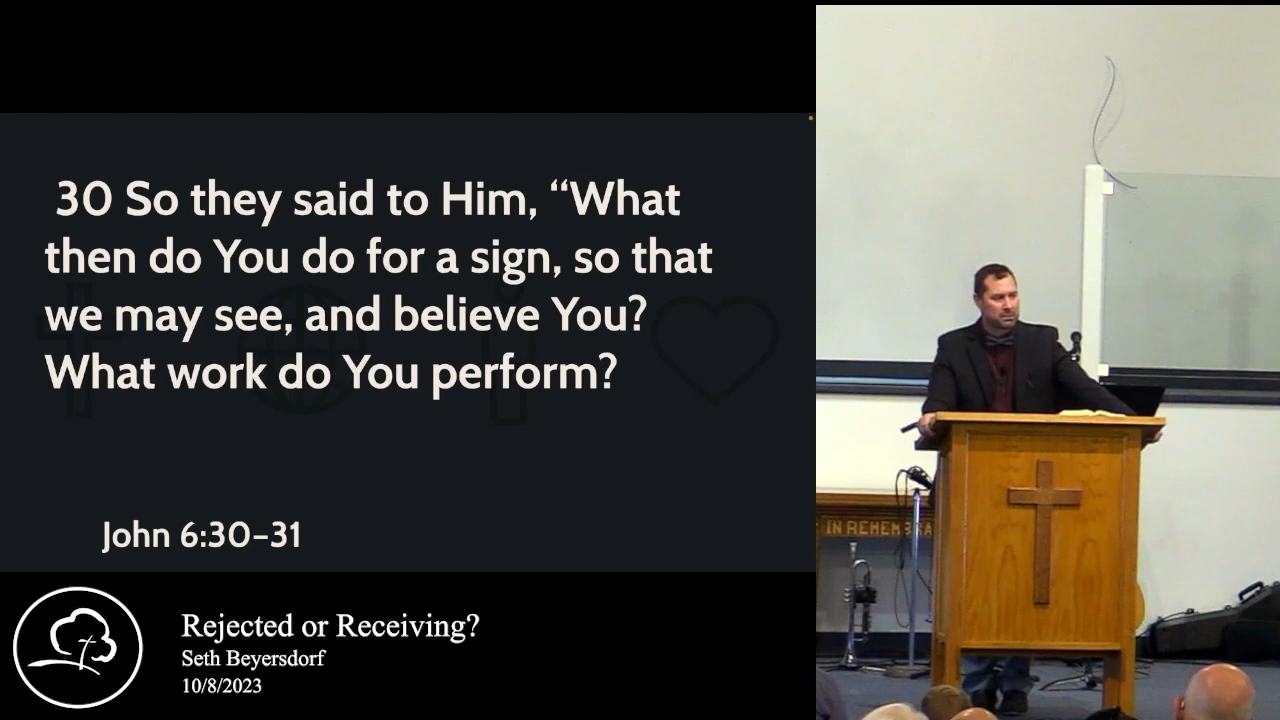 30 So they said to Him, “What
then do You do for a sign, so that
we may see, and believe You?
What work do You perform?
John 6:30–31
Rejected or Receiving?
Seth Beyersdorf
10/8/2023
IN REMEMBRA